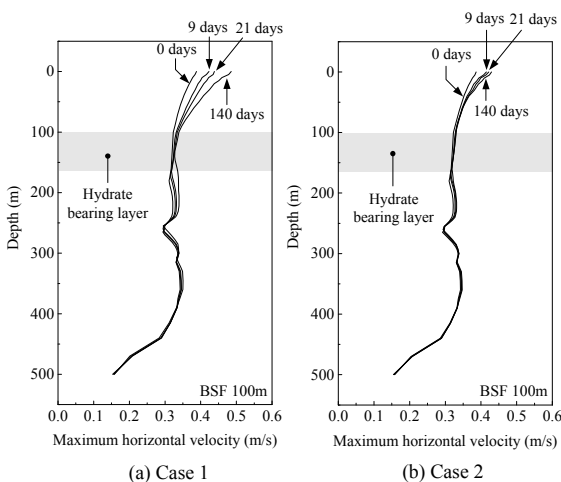 9 days 21 days
0 days
140 days
Hydrate
bearing layer
BSF 100m
Depth (m)
0
100
200
300
400
500
0.0 0.1 0.2 0.3 0.4 0.5 0.6
Maximum horizontal velocity (m/s)
(a) Case 1
9 days 21 days
0 days
140 days
Hydrate
bearing layer
BSF 100m
Depth (m)
0
100
200
300
400
500
0.0 0.1 0.2 0.3 0.4 0.5 0.6
Maximum horizontal velocity (m/s)
(b) Case 2